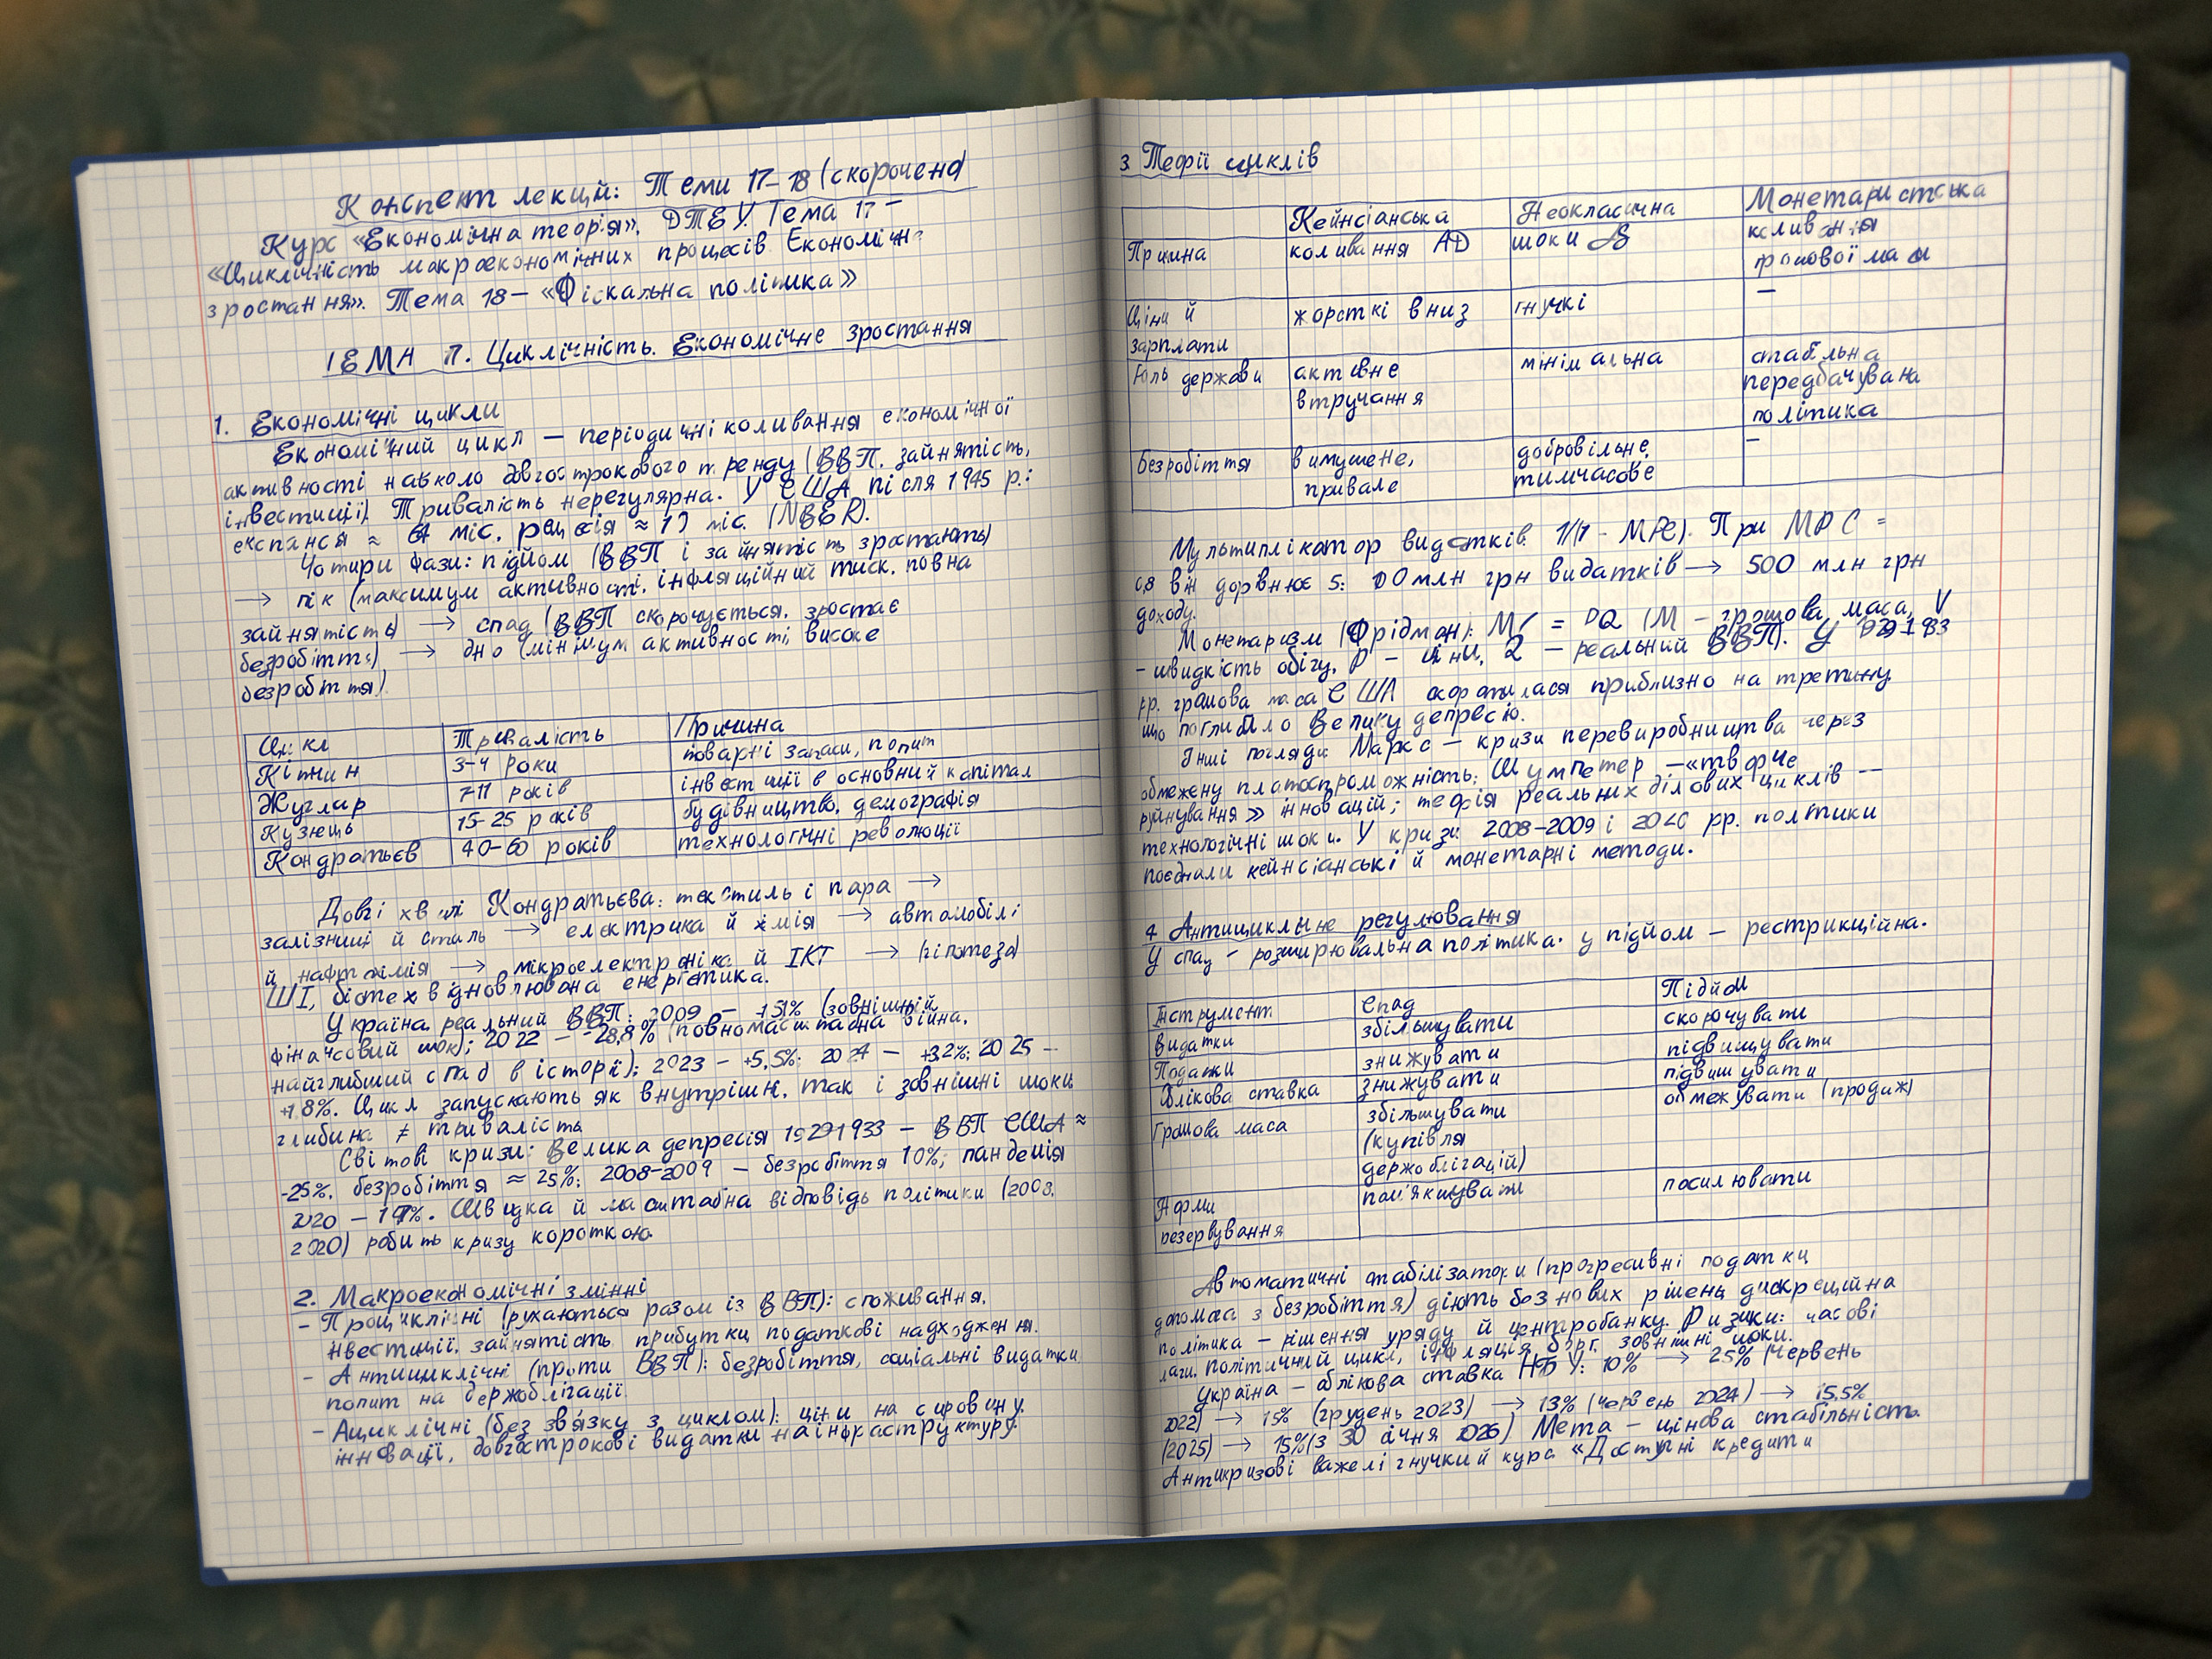 Конспект лекцій: Теми 17–18 (скорочено)
Курс «Економічна теорія», ДТЕУ. Тема 17 –
«Циклічність макроекономічних процесів. Економічне
зростання». Тема 18 – «Фіскальна політика»
ТЕМА 17. Циклічність. Економічне зростання
1. Економічні цикли
Економічний цикл – періодичні коливання економічної
активності навколо довгострокового тренду (ВВП, зайнятість,
інвестиції). Тривалість нерегулярна. У США після 1945 р.:
експансія ≈ 64 міс., рецесія ≈ 11 міс. (NBER).
Чотири фази: підйом (ВВП і зайнятість зростають)
→ пік (максимум активності, інфляційний тиск, повна
зайнятість) → спад (ВВП скорочується, зростає
безробіття) → дно (мінімум активності, високе
безробіття).
Цикл Тривалість Причина
Кітчин 3–4 роки товарні запаси, попит
Жуглар 7–11 років інвестиції в основний капітал
Кузнець 15–25 років будівництво, демографія
Кондратьєв 40–60 років технологічні революції
Довгі хвилі Кондратьєва: текстиль і пара →
залізниці й сталь → електрика й хімія → автомобілі
й нафтохімія → мікроелектроніка й ІКТ → (гіпотеза)
ШІ, біотех, відновлювана енергетика.
Україна, реальний ВВП: 2009 – -15,1% (зовнішній
фінансовий шок); 2022 – -28,8% (повномасштабна війна,
найглибший спад в історії); 2023 – +5,5%; 2024 – +3,2%; 2025 –
+1,8%. Цикл запускають як внутрішні, так і зовнішні шоки
глибина ≠ тривалість
Світові кризи: Велика депресія 1929–1933 – ВВП США ≈
-25%, безробіття ≈ 25%; 2008–2009 – безробіття 10%; пандемія
2020 – 14,7%. Швидка й масштабна відповідь політики (2008,
2020) робить кризу короткою.
2. Макроекономічні змінні
– Проциклічні (рухаються разом із ВВП): споживання,
інвестиції, зайнятість, прибутки, податкові надходження.
– Антициклічні (проти ВВП): безробіття, соціальні видатки,
попит на держоблігації.
– Ациклічні (без зв'язку з циклом): ціни на сировину,
інновації, довгострокові видатки на інфраструктуру.
3. Теорії циклів
Кейнсіанська Неокласична Монетаристська
Причина коливання AD шоки AS коливання
грошової маси
Ціни й жорсткі вниз гнучкі –
зарплати
Роль держави активне мінімальна стабільна
втручання передбачувана
політика
Безробіття вимушене, добровільне, –
тривале тимчасове
Мультиплікатор видатків: 1/(1 – MPC). При MPC =
0,8 він дорівнює 5: 100 млн грн видатків → 500 млн грн
доходу.
Монетаризм (Фрідмон): MV = PQ (M – грошова маса, V
– швидкість обігу, P – ціни, Q – реальний ВВП). У 1929–1933
рр. грошова маса США скоротилася приблизно на третину,
що поглибило Велику депресію.
Інші погляди: Маркс – кризи перевиробництва через
обмежену платоспроможність; Шумпетер – «творче
руйнування» інновацій; теорія реальних ділових циклів –
технологічні шоки. У кризи 2008–2009 і 2020 рр. політики
поєднали кейнсіанські й монетарні методи.
4. Антициклічне регулювання
У спад – розширювальна політика. у підйом – рестрикційна.
Інструмент Спад Підйом
Видатки збільшувати скорочувати
Податки знижувати підвищувати
Облікова ставка знижувати підвищувати
Грошова маса збільшувати обмежувати (продаж)
(купівля
держоблігацій)
Норми пом'якшувати посилювати
резервування
Автоматичні стабілізатори (прогресивні податки
допомога з безробіття) діють без нових рішень, дискреційна
політика – рішення уряду й центробанку. Ризики: часові
лаги, політичний цикл, інфляція, борг, зовнішні шоки.
Україна – облікова ставка НБУ: 10% → 25% (червень
2022) → 15% (грудень 2023) → 13% (червень 2024) → 15,5%
(2025) → 15% (з 30 січня 2026). Мета – цінова стабільність.
Антикризові важелі гнучкий курс «Доступні кредити